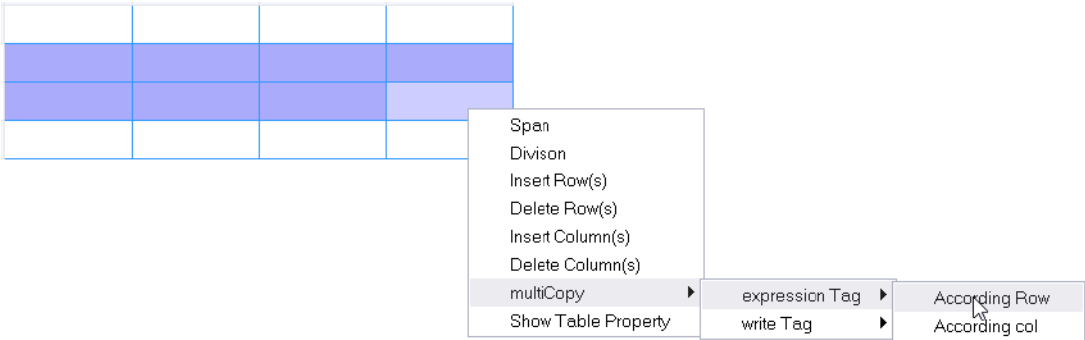 Span
Divison
Insert Row(s)
Delete Row(s)
Insert Column(s)
Delete Column(s)
multiCopy
Show Table Property
expression Tag
write Tag
According Row
According col